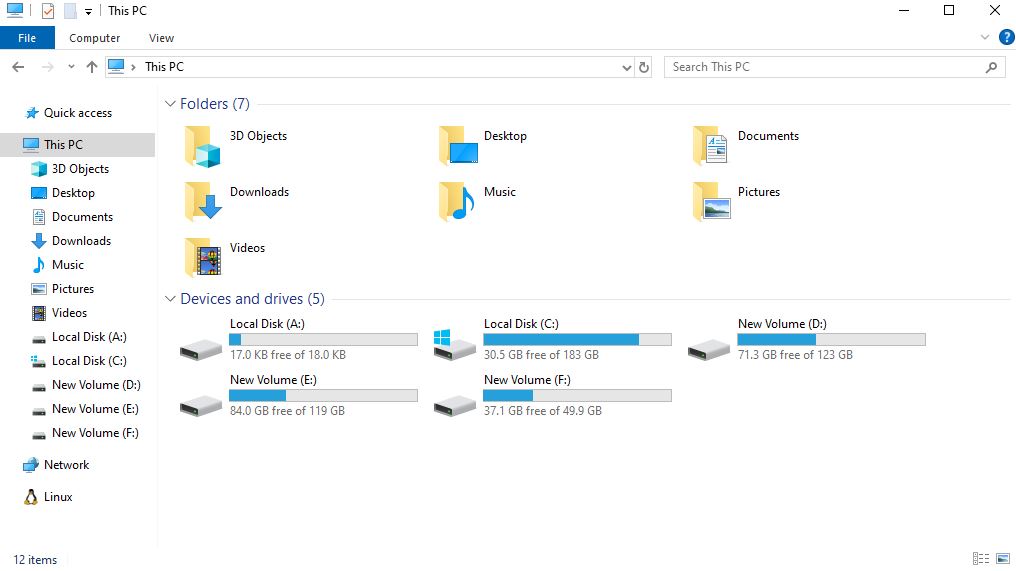 This PC
File Computer View
This PC Search This PC
Quick access
This PC
3D Objects
Desktop
Documents
Downloads
Music
Pictures
Videos
Local Disk (A:)
Local Disk (C:)
New Volume (D:)
New Volume (E:)
New Volume (F:)
Network
Linux
Folders (7)
3D Objects Desktop Documents
Downloads Music Pictures
Videos
Devices and drives (5)
Local Disk (A:) Local Disk (C:) New Volume (D:)
17.0 KB free of 18.0 KB 30.5 GB free of 183 GB 71.3 GB free of 123 GB
New Volume (E:) New Volume (F:)
84.0 GB free of 119 GB 37.1 GB free of 49.9 GB
12 items